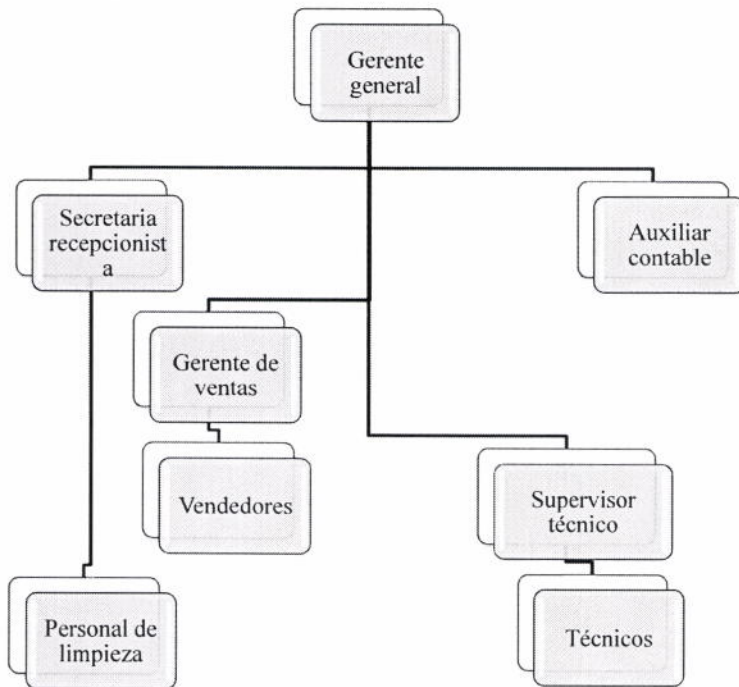 Gerente
general
Secretaria
recepcionist
a
Auxiliar
contable
Gerente de
ventas
Vendedores
Supervisor
técnico
Personal de
limpieza
Técnicos